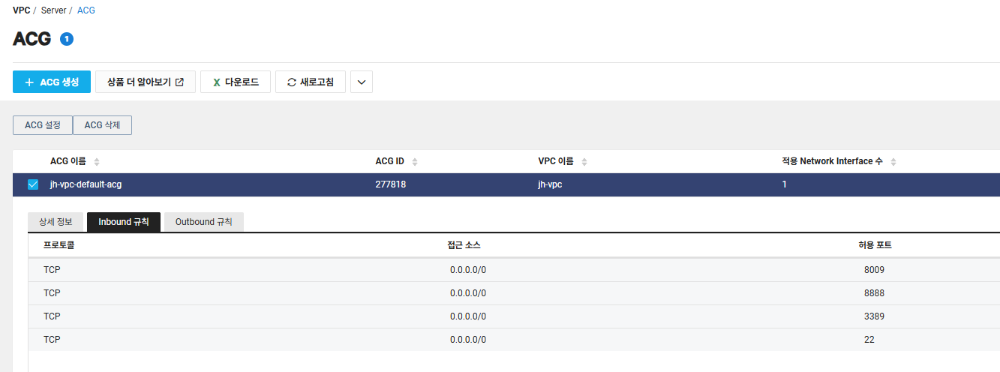 VPC / Server / ACG
ACG 1
+ ACG 생성 상품 더 알아보기 다운로드 새로고침
ACG 설정 ACG 삭제
ACG 이름 ACG ID VPC 이름 적용 Network Interface 수
jh-vpc-default-acg 277818 jh-vpc 1
상세 정보 Inbound 규칙 Outbound 규칙
프로토콜 접근 소스 허용 포트
TCP 0.0.0.0/0 8009
TCP 0.0.0.0/0 8888
TCP 0.0.0.0/0 3389
TCP 0.0.0.0/0 22